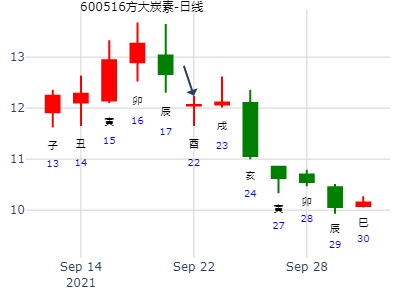 600516方大炭素-日线
13
12
11
10
子
13
丑
14
寅
15
卯
16
辰
17
酉
22
戌
23
亥
24
寅
27
卯
28
辰
29
巳
30
Sep 14
2021
Sep 22
Sep 28